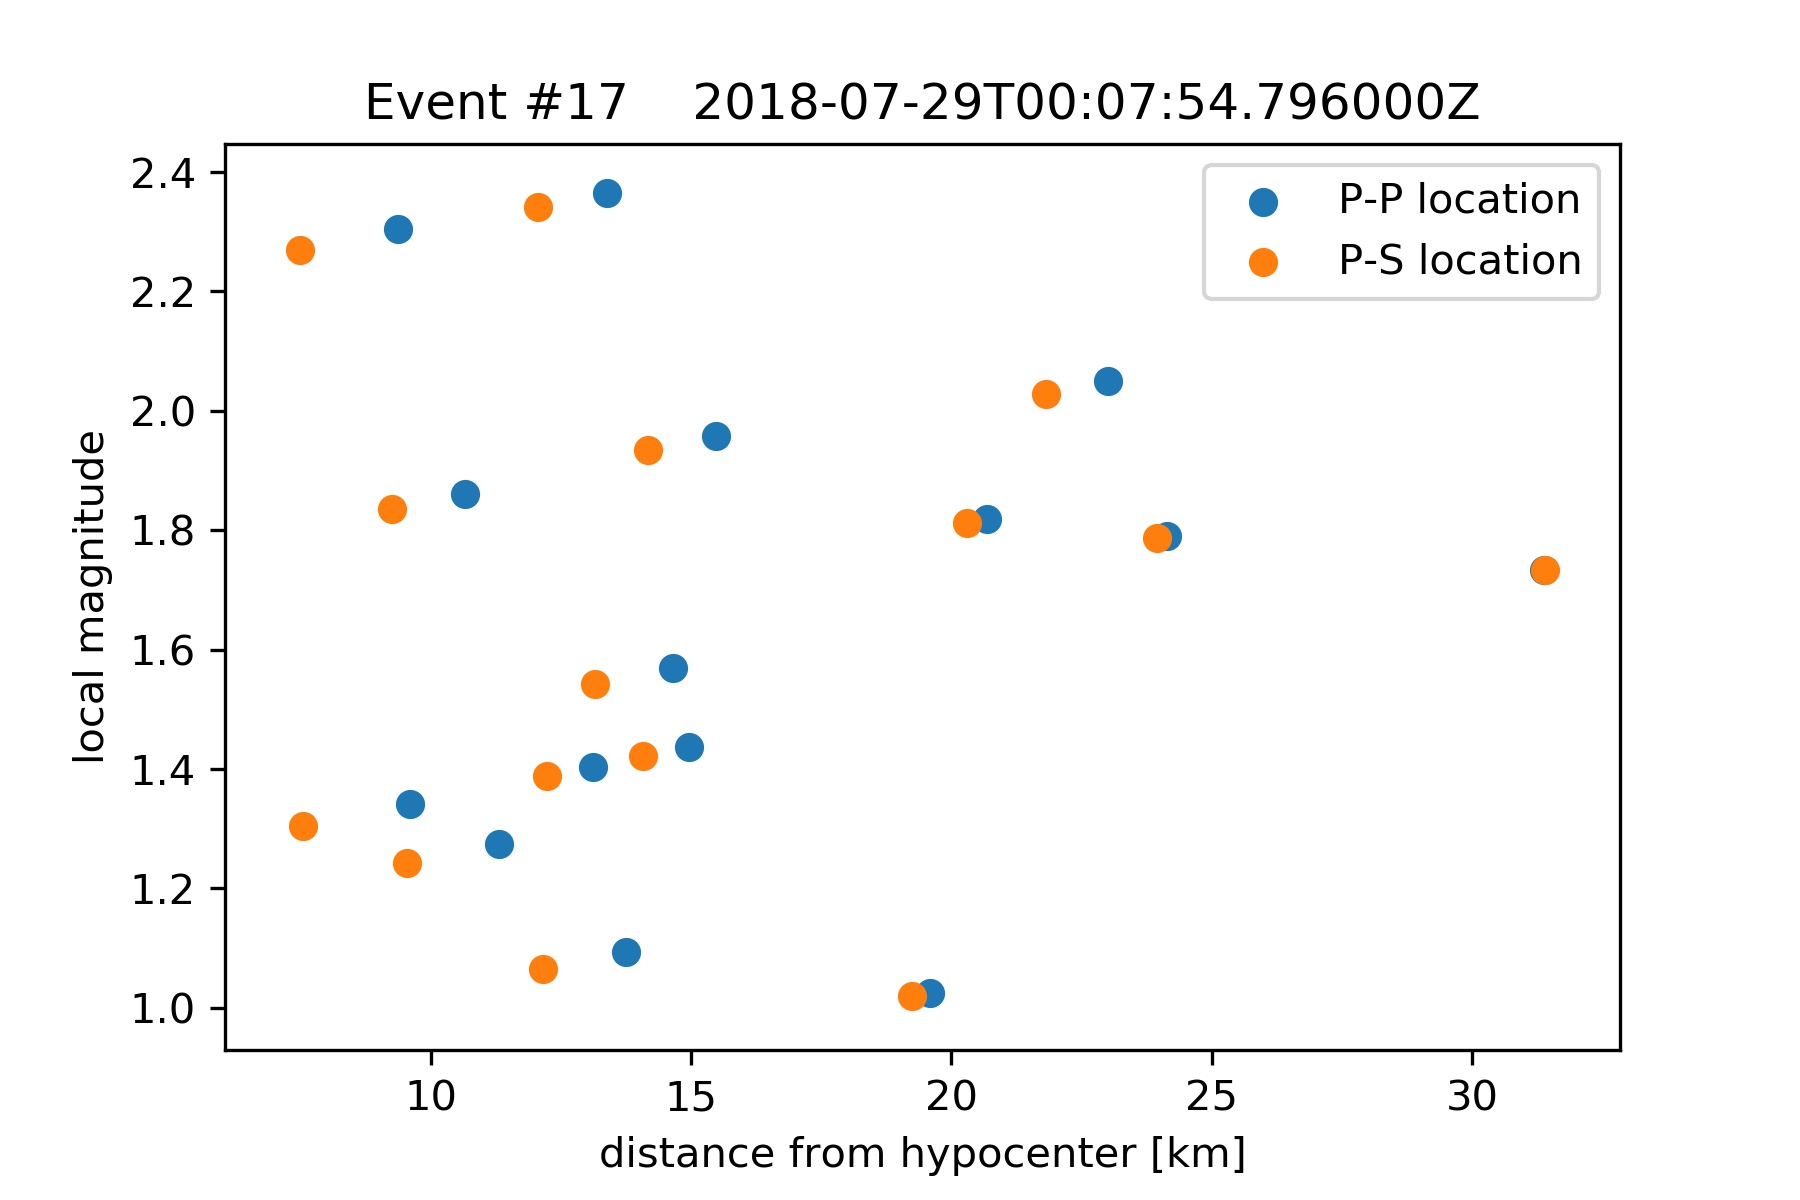 Event #17    2018-07-29T00:07:54.796000Z
P-P location
P-S location
local magnitude
2.4
2.2
2.0
1.8
1.6
1.4
1.2
1.0
10 15 20 25 30
distance from hypocenter [km]